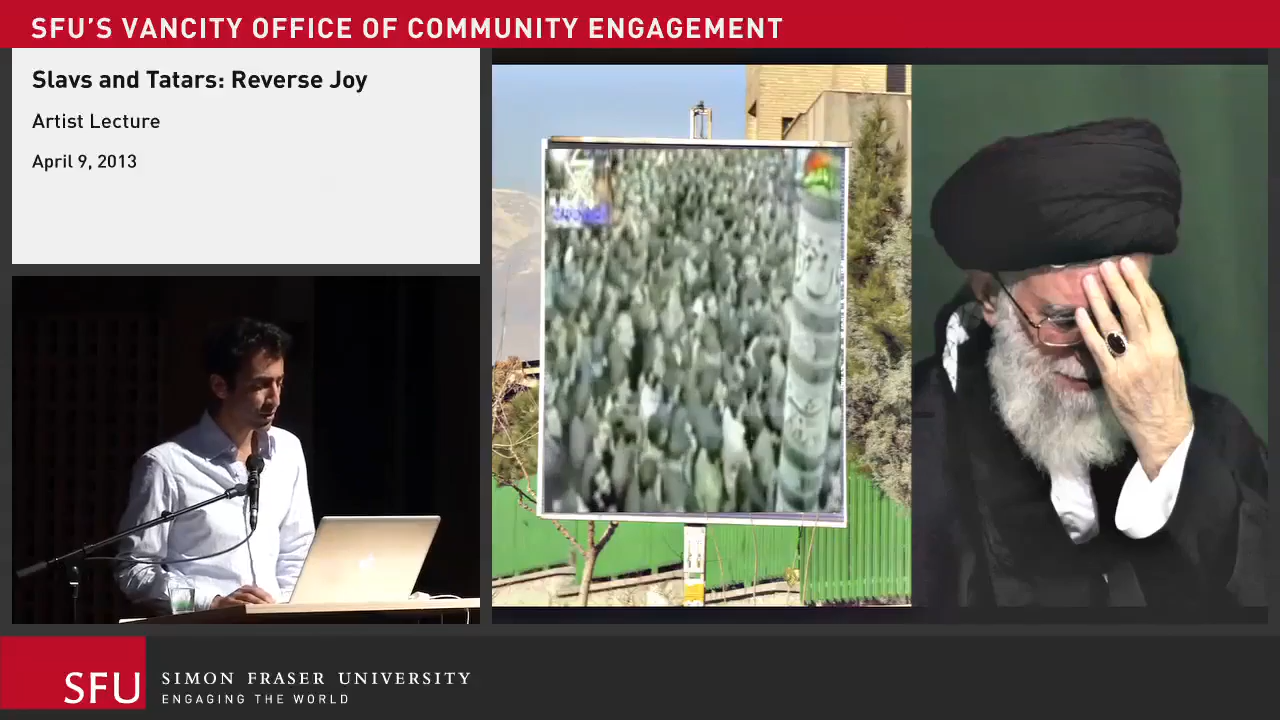 SFU'S VANCITY OFFICE OF COMMUNITY ENGAGEMENT
Slavs and Tatars: Reverse Joy
Artist Lecture
April 9, 2013
SFU
SIMON FRASER UNIVERSITY
ENGAGING THE WORLD